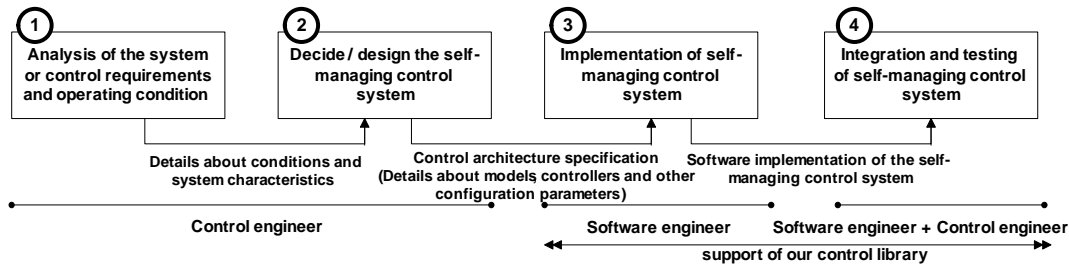 1
Analysis of the system
or control requirements
and operating condition
2
Decide / design the self-
managing control
system
3
Implementation of self-
managing control
system
4
Integration and testing
of self-managing control
system
Details about conditions and
system characteristics
Control architecture specification
(Details about models, controllers and other
configuration parameters)
Software implementation of the self-
managing control system
Control engineer
Software engineer
Software engineer + Control engineer
support of our control library